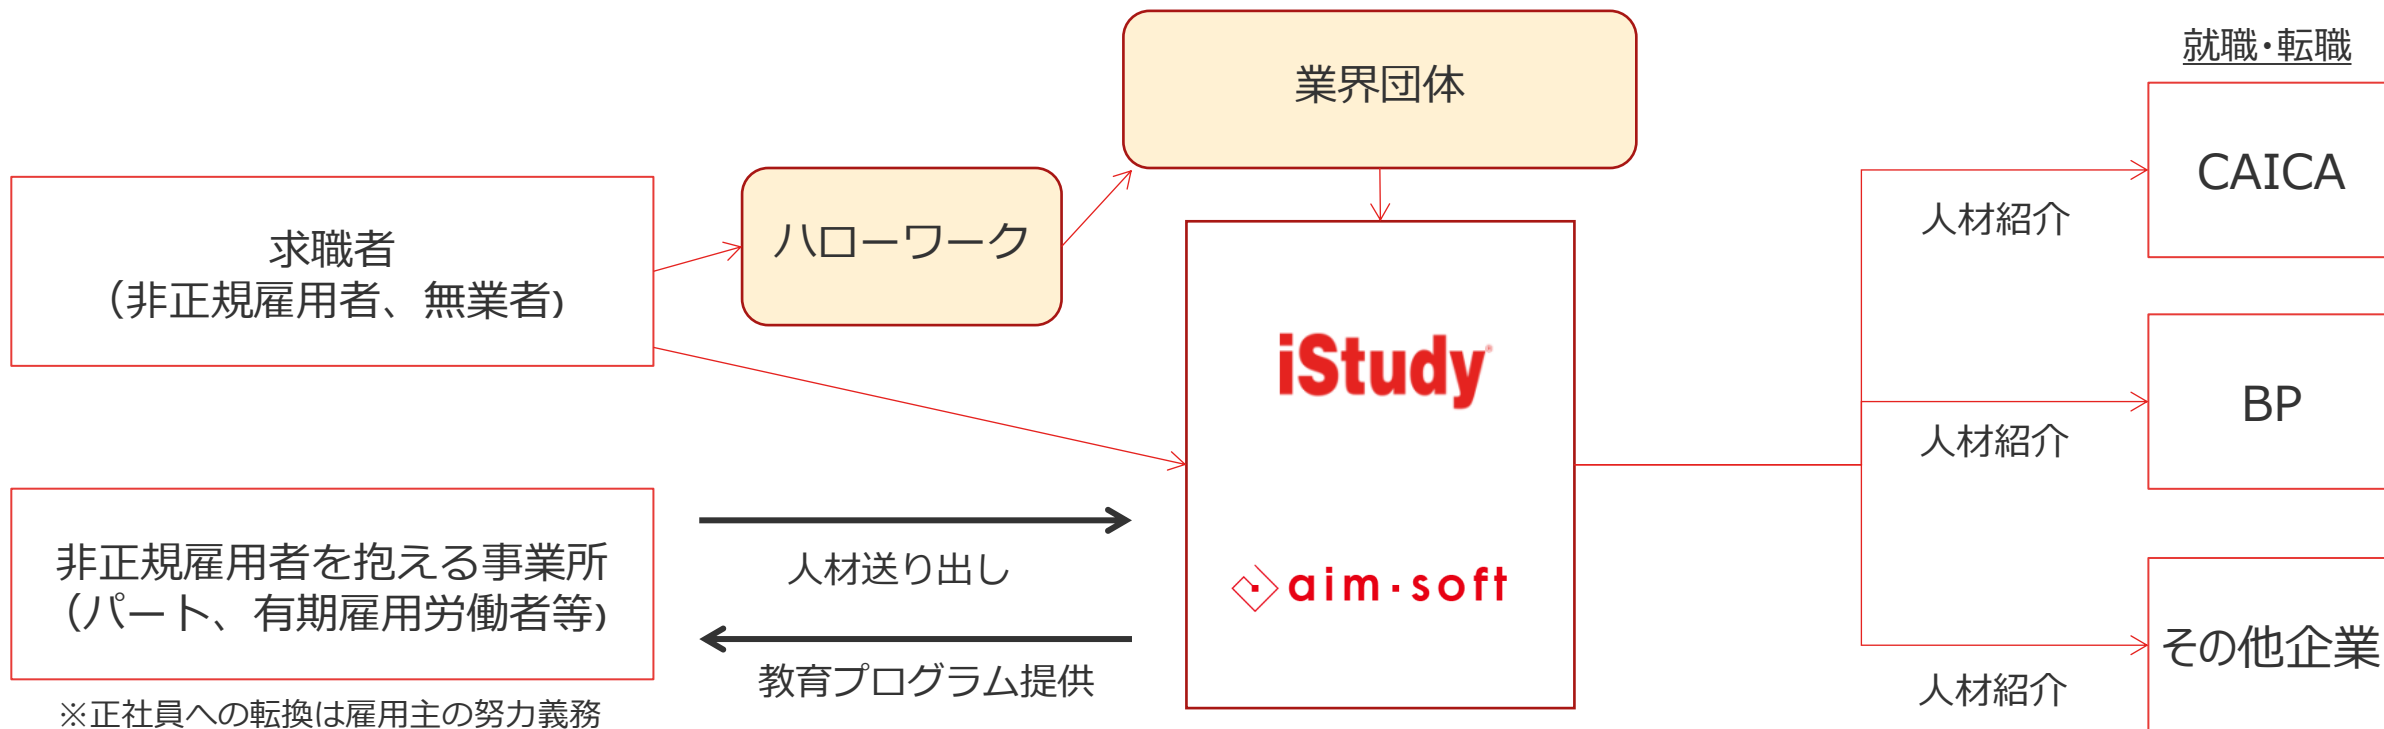 業界団体
就職・転職
ハローワーク
求職者
（非正規雇用者、無業者)
CAICA
人材紹介
iStudy
BP
人材紹介
非正規雇用者を抱える事業所
（パート、有期雇用労働者等)
人材送り出し
aim・soft
教育プログラム提供
その他企業
人材紹介
※正社員への転換は雇用主の努力義務